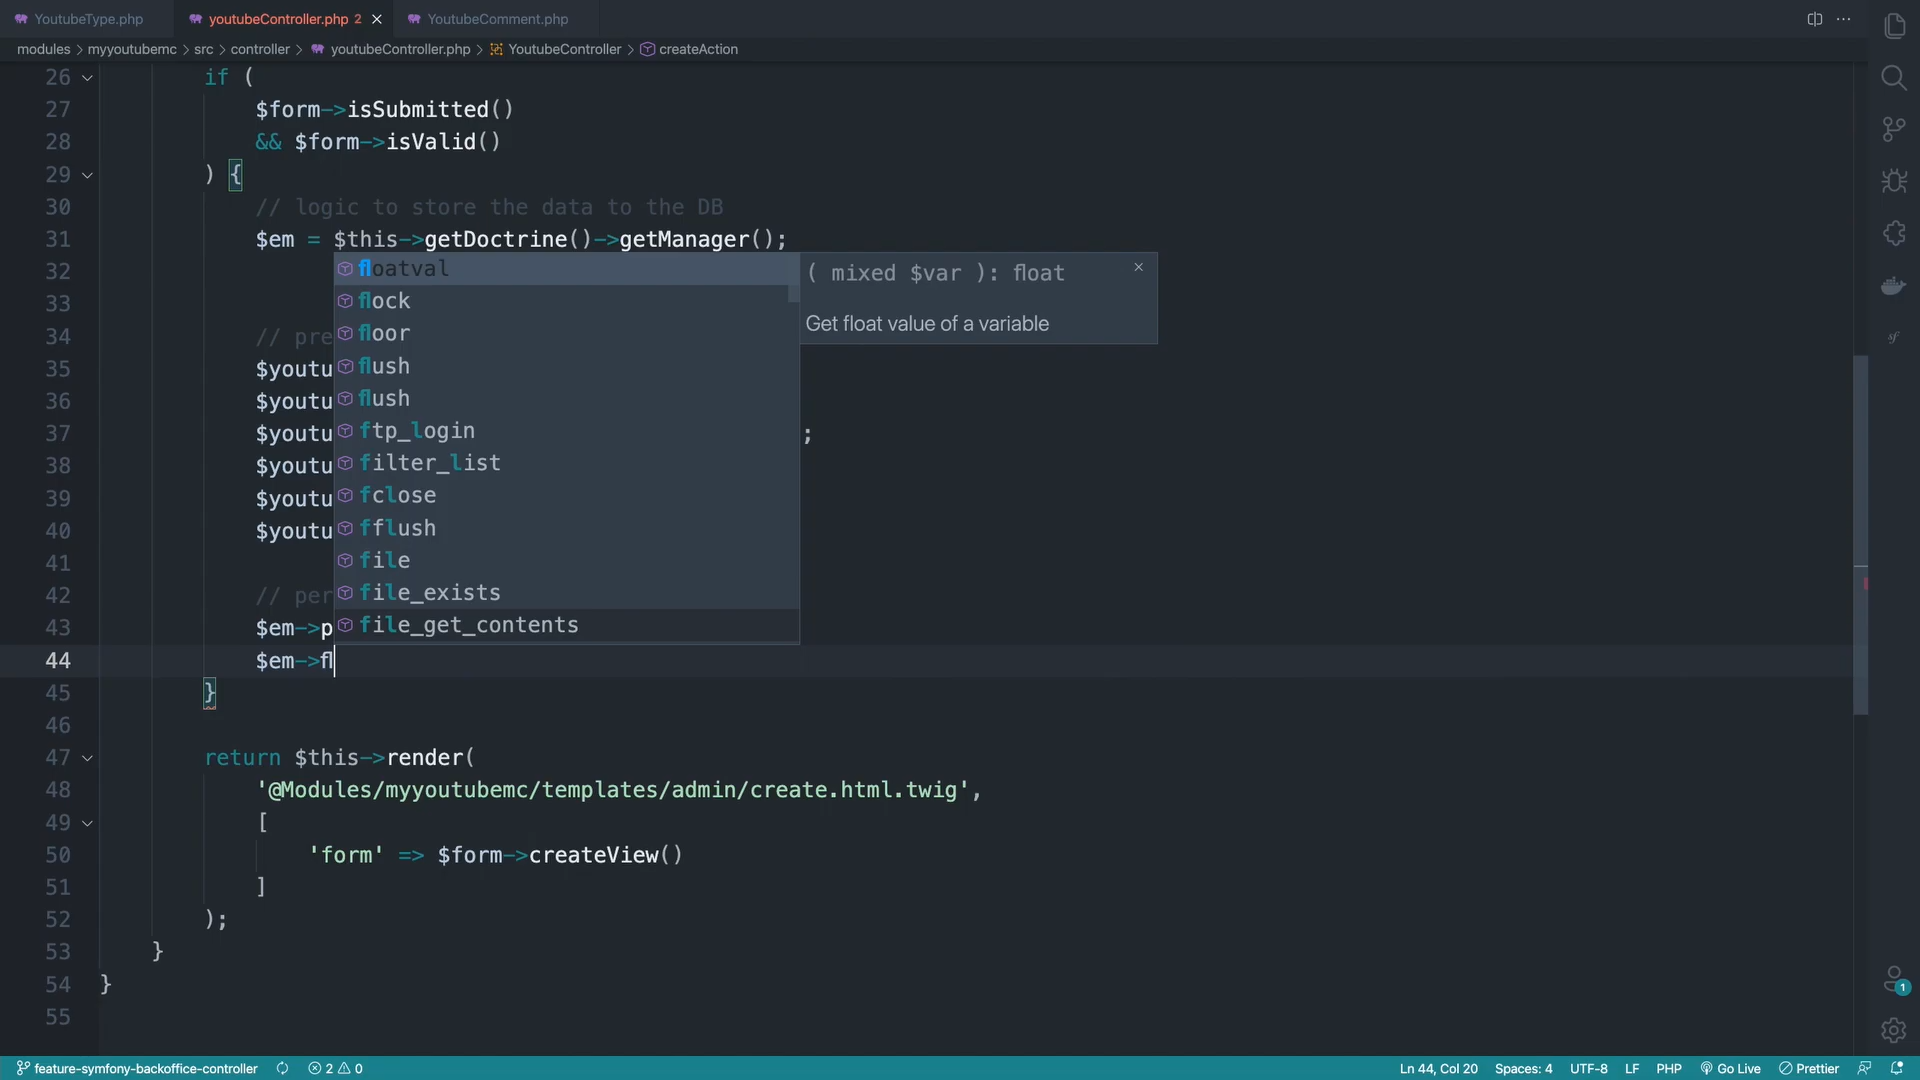 YoutubeType.php youtubeController.php 2 YoutubeComment.php
modules > myyoutubemc > src > controller > youtubeController.php > YoutubeController > createAction
26 if (
27 $form->isSubmitted()
28 && $form->isValid()
29 ) {
30 // logic to store the data to the DB
31 $em = $this->getDoctrine()->getManager();
32 floatval ( mixed $var ): float
flock
33 floor Get float value of a variable
34 // pre
35 $youtu flush
36 $youtu flush
37 $youtu ftp_login ;
38 $youtu filter_list
39 $youtu fclose
40 $youtu fflush
41 file
42 // per file_exists
43 $em->p file_get_contents
44 $em->fl
45 }
46
47 return $this->render(
48 '@Modules/myyoutubemc/templates/admin/create.html.twig',
49 [
50 'form' => $form->createView()
51 ]
52 );
53 }
54 }
55
1
feature-symfony-backoffice-controller 2 0 Ln 44, Col 20 Spaces: 4 UTF-8 LF PHP Go Live Prettier